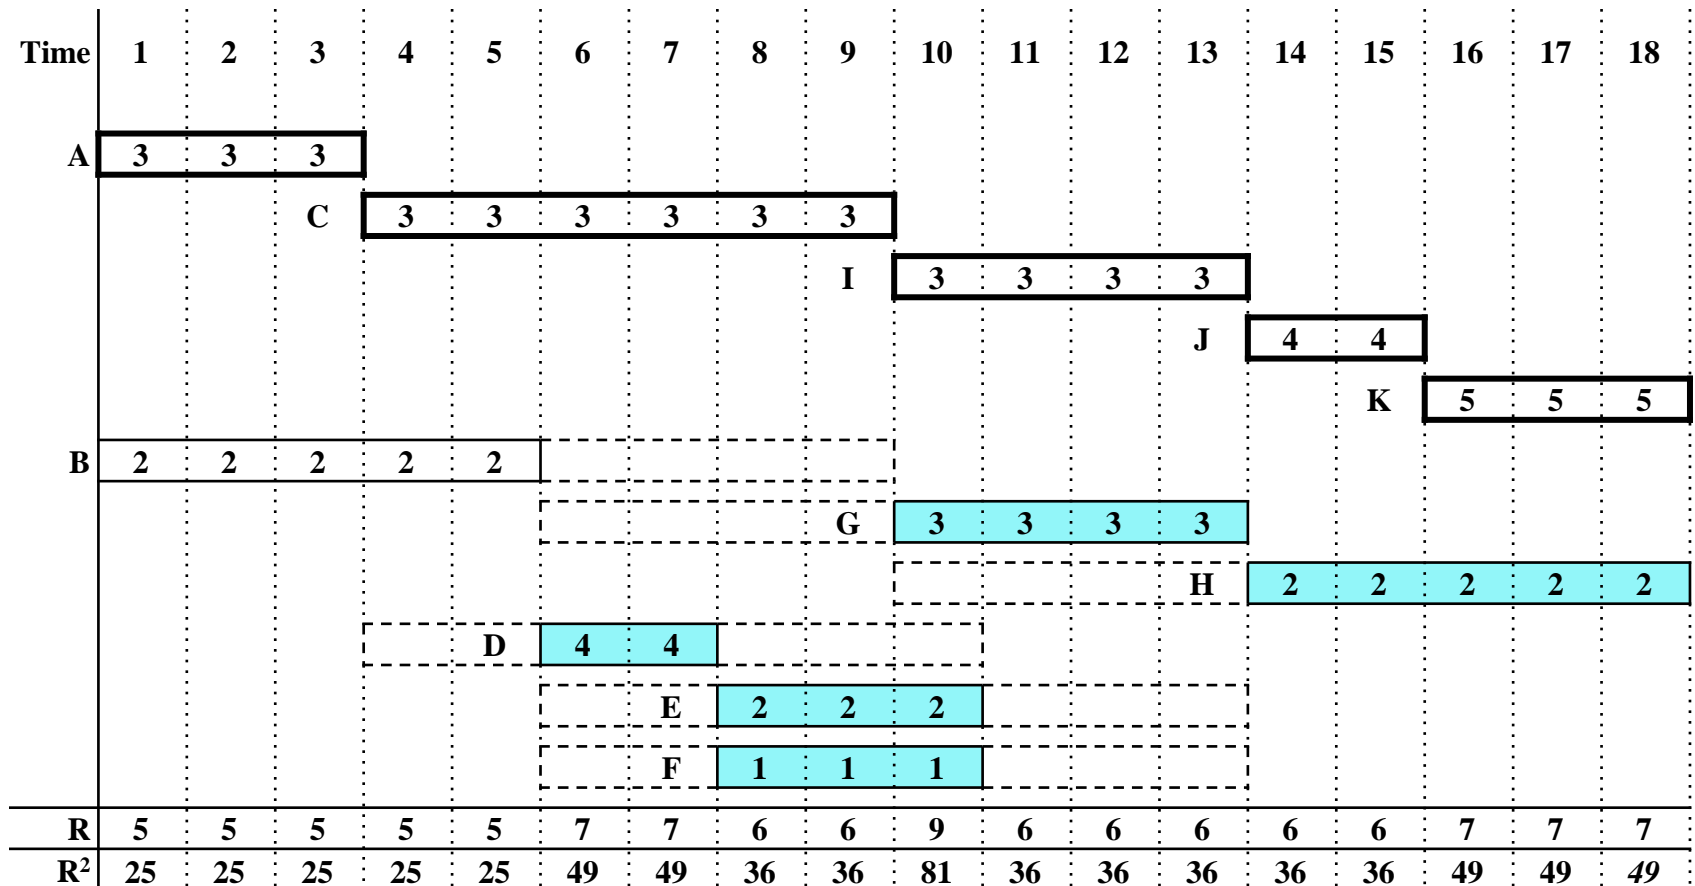 Time 1 2 3 4 5 6 7 8 9 10 11 12 13 14 15 16 17 18
A 3 3 3
C 3 3 3 3 3 3
I 3 3 3 3
J 4 4
K 5 5 5
B 2 2 2 2 2
G 3 3 3 3
H 2 2 2 2 2
D 4 4
E 2 2 2
F 1 1 1
R 5 5 5 5 5 7 7 6 6 9 6 6 6 6 6 7 7 7
R² 25 25 25 25 25 49 49 36 36 81 36 36 36 36 36 49 49 49